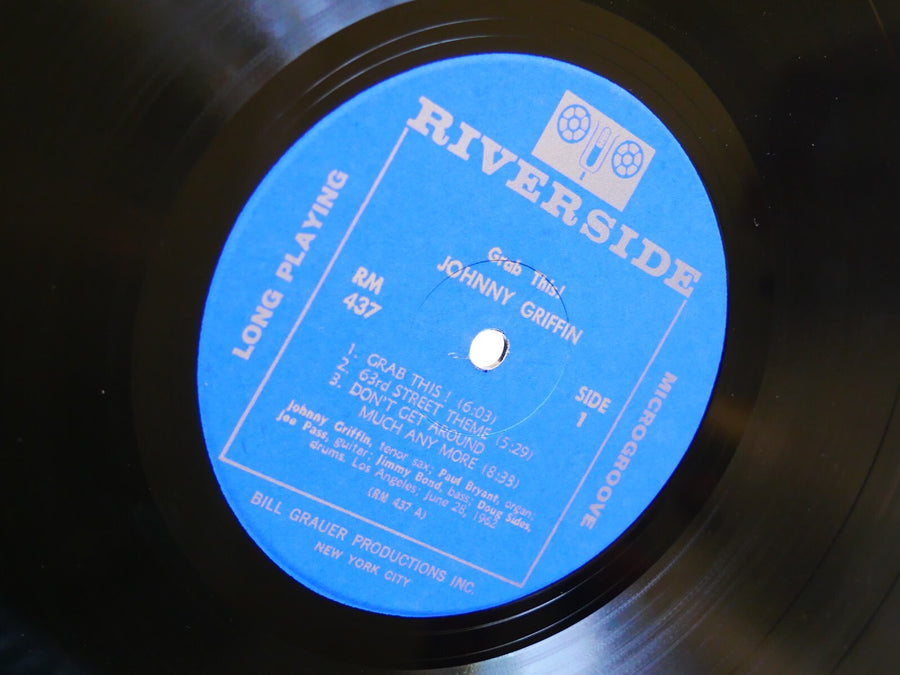 RIVERSIDE
LONG PLAYING
MICROGROOVE
Grab This!
JOHNNY GRIFFIN
RM
437
SIDE
1
1. GRAB THIS ! (6:03)
2. 63rd STREET THEME (5:29)
3. DON'T GET AROUND
MUCH ANY MORE (8:33)
Johnny Griffin, tenor sax; Paul Bryant, organ;
Joe Pass, guitar; Jimmy Bond, bass; Doug Sides,
drums. Los Angeles; June 28, 1962
(RM 437 A)
BILL GRAUER PRODUCTIONS INC.
NEW YORK CITY